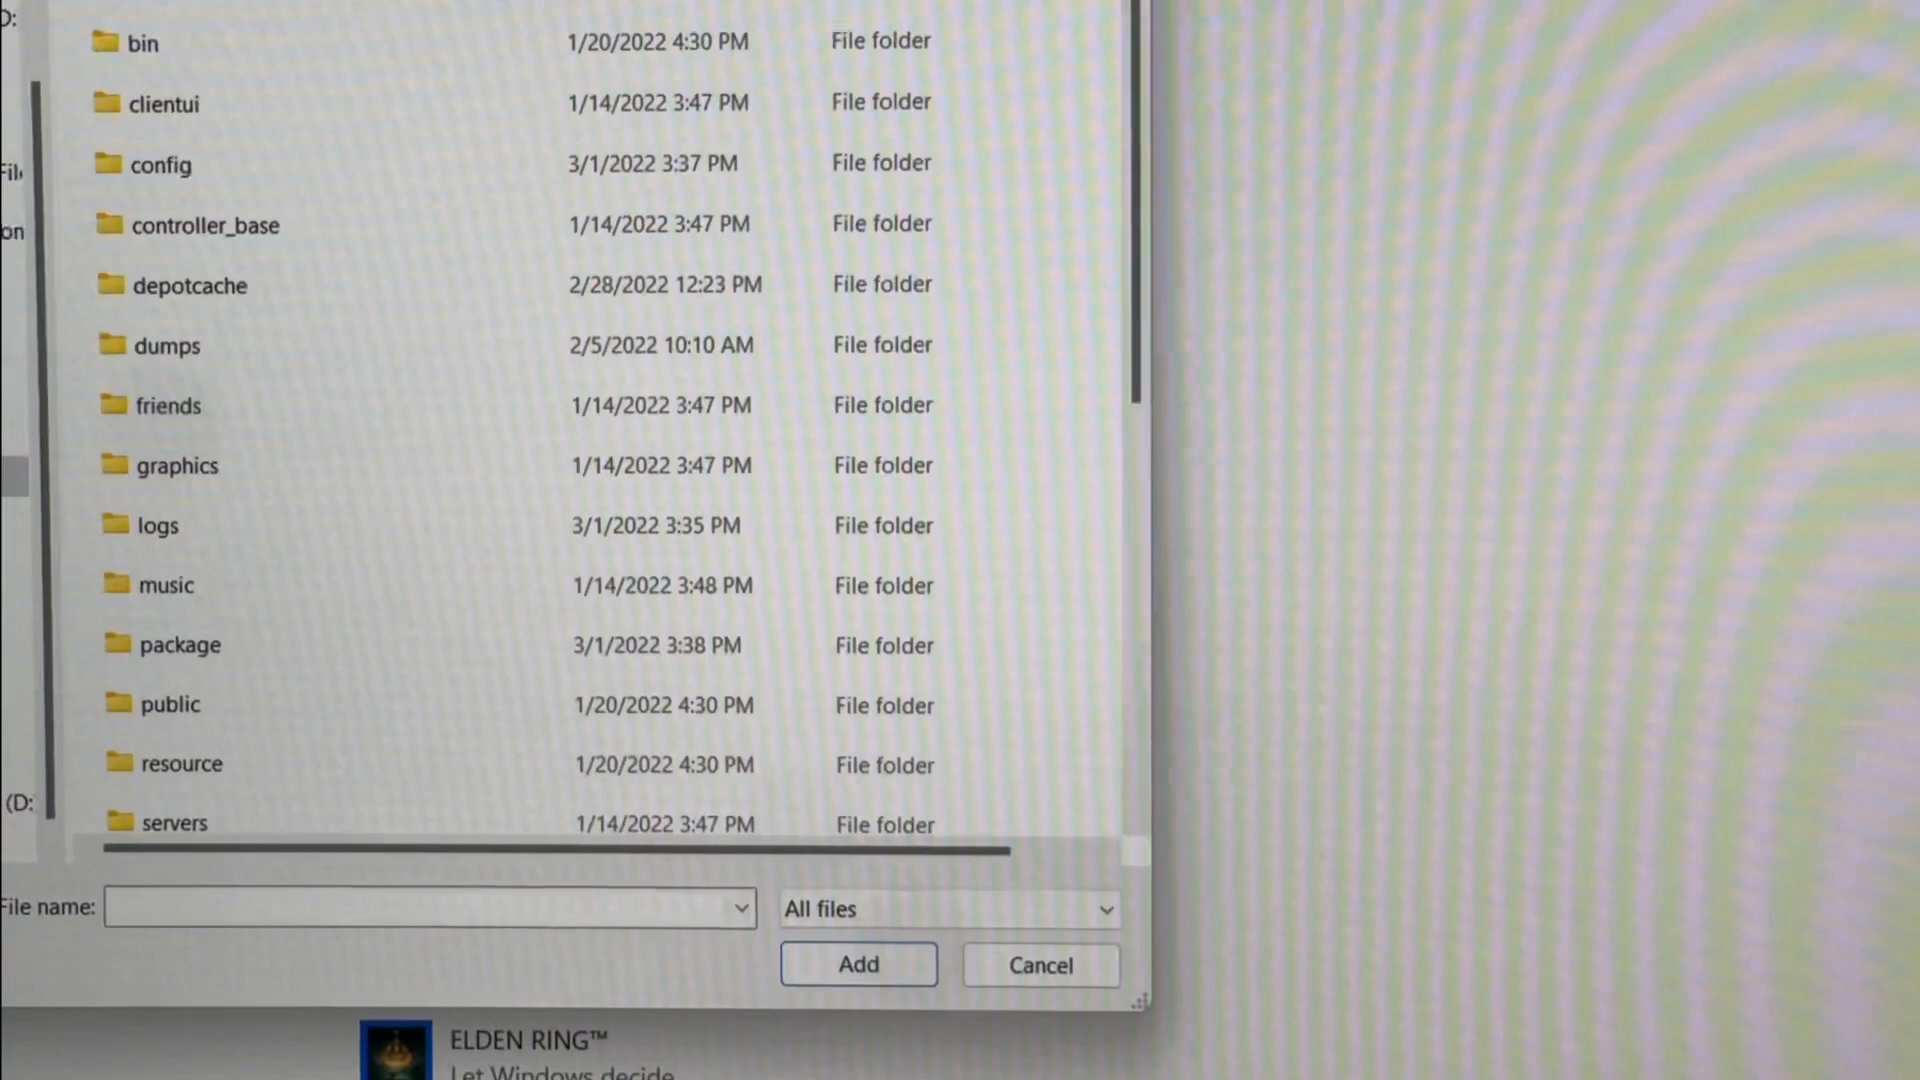 D:
bin 1/20/2022 4:30 PM File folder
clientui 1/14/2022 3:47 PM File folder
config 3/1/2022 3:37 PM File folder
controller_base 1/14/2022 3:47 PM File folder
on
depotcache 2/28/2022 12:23 PM File folder
dumps 2/5/2022 10:10 AM File folder
friends 1/14/2022 3:47 PM File folder
graphics 1/14/2022 3:47 PM File folder
logs 3/1/2022 3:35 PM File folder
music 1/14/2022 3:48 PM File folder
package 3/1/2022 3:38 PM File folder
public 1/20/2022 4:30 PM File folder
resource 1/20/2022 4:30 PM File folder
(D:
servers 1/14/2022 3:47 PM File folder
File name: All files
Add Cancel
ELDEN RING™
Let Windows decide